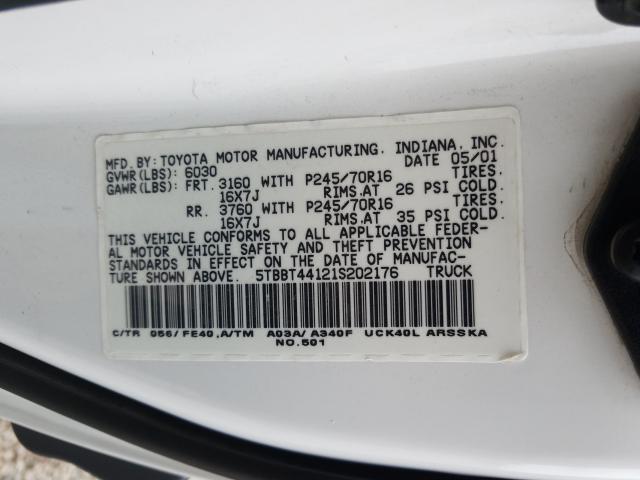 MFD. BY: TOYOTA MOTOR MANUFACTURING, INDIANA, INC.
GVWR(LBS): 6030 DATE 05/01
GAWR(LBS): FRT. 3160 WITH P245/70R16 TIRES,
16X7J RIMS,AT 26 PSI COLD.
RR. 3760 WITH P245/70R16 TIRES,
16X7J RIMS,AT 35 PSI COLD.
THIS VEHICLE CONFORMS TO ALL APPLICABLE FEDER-
AL MOTOR VEHICLE SAFETY AND THEFT PREVENTION
STANDARDS IN EFFECT ON THE DATE OF MANUFAC-
TURE SHOWN ABOVE. 5TBBT44121S202176 TRUCK
C/TR 056/FE40,A/TM A03A/A340F UCK40L ARSSKA
NO.501